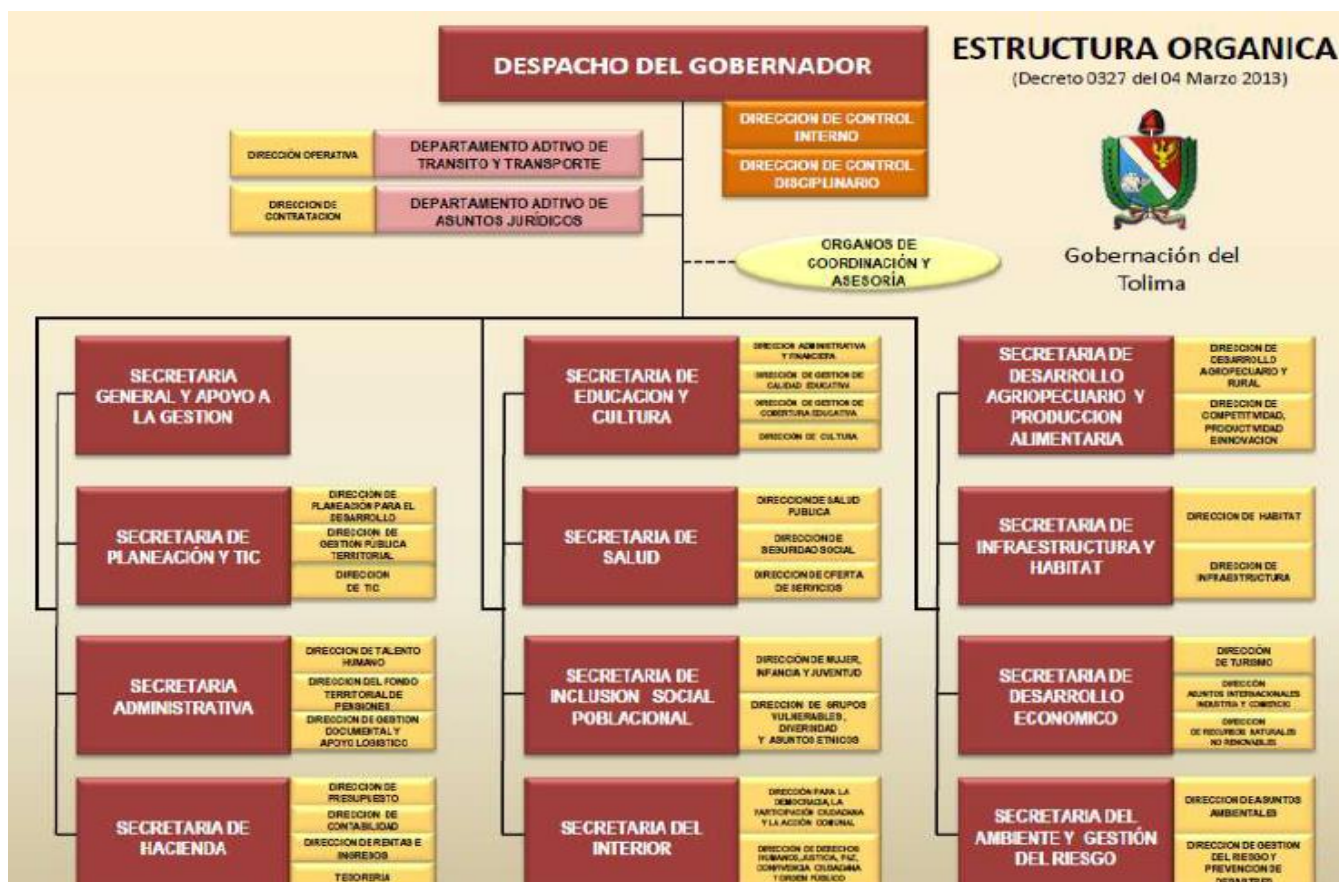 ESTRUCTURA ORGANICA
(Decreto 0327 del 04 Marzo 2013)
Gobernación del
Tolima
DESPACHO DEL GOBERNADOR
DIRECCION DE CONTROL
INTERNO
DIRECCION DE CONTROL
DISCIPLINARIO
DIRECCIÓN OPERATIVA
DEPARTAMENTO ADTIVO DE
TRANSITO Y TRANSPORTE
DIRECCION DE
CONTRATACION
DEPARTAMENTO ADTIVO DE
ASUNTOS JURÍDICOS
ORGANOS DE
COORDINACIÓN Y
ASESORÍA
SECRETARIA
GENERAL Y APOYO A
LA GESTION
SECRETARIA DE
PLANEACIÓN Y TIC
DIRECCION DE
PLANEACIÓN PARA EL
DESARROLLO
DIRECCION DE
GESTION PÚBLICA
TERRITORIAL
DIRECCION
DE TIC
SECRETARIA
ADMINISTRATIVA
DIRECCION DE TALENTO
HUMANO
DIRECCION DEL FONDO
TERRITORIAL DE
PENSIONES
DIRECCION DE GESTION
DOCUMENTAL Y
APOYO LOGISTICO
SECRETARIA DE
HACIENDA
DIRECCION DE
PRESUPUESTO
DIRECCION DE
CONTABILIDAD
DIRECCION DE RENTAS E
INGRESOS
TESORERIA
SECRETARIA DE
EDUCACION Y
CULTURA
DIRECCION ADMINISTRATIVA
Y FINANCIERA
DIRECCIÓN DE GESTION DE
CALIDAD EDUCATIVA
DIRECCIÓN DE GESTION DE
COBERTURA EDUCATIVA
DIRECCIÓN DE CULTURA
SECRETARIA DE
SALUD
DIRECCION DE SALUD
PUBLICA
DIRECCION DE
SEGURIDAD SOCIAL
DIRECCION DE OFERTA
DE SERVICIOS
SECRETARIA DE
INCLUSION SOCIAL
POBLACIONAL
DIRECCIÓN DE MUJER,
INFANCIA Y JUVENTUD
DIRECCION DE GRUPOS
VULNERABLES,
DIVERSIDAD
Y ASUNTOS ETNICOS
SECRETARIA DEL
INTERIOR
DIRECCIÓN PARA LA
DEMOCRACIA, LA
PARTICIPACIÓN CIUDADANA
Y LA ACCIÓN COMUNAL
DIRECCIÓN DE DERECHOS
HUMANOS, JUSTICIA, PAZ,
CONVIVENCIA CIUDADANA
Y ORDEN PÚBLICO
SECRETARIA DE
DESARROLLO
AGRIOPECUARIO Y
PRODUCCION
ALIMENTARIA
DIRECCION DE
DESARROLLO
AGROPECUARIO Y
RURAL
DIRECCION DE
COMPETITIVIDAD,
PRODUCTIVIDAD
E INNOVACION
SECRETARIA DE
INFRAESTRUCTURA Y
HABITAT
DIRECCION DE HABITAT
DIRECCION DE
INFRAESTRUCTURA
SECRETARIA DE
DESARROLLO
ECONOMICO
DIRECCIÓN
DE TURISMO
DIRECCIÓN
ASUNTOS INTERNACIONALES
INDUSTRIA Y COMERCIO
DIRECCION
DE RECURSOS NATURALES
NO RENOVABLES
SECRETARIA DEL
AMBIENTE Y GESTIÓN
DEL RIESGO
DIRECCION DE ASUNTOS
AMBIENTALES
DIRECCION DE GESTION
DEL RIESGO Y
PREVENCION DE
DESASTRES